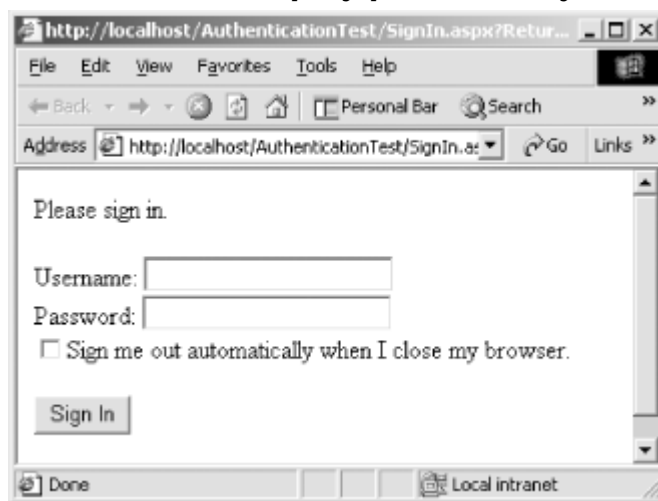 http://localhost/AuthenticationTest/SignIn.aspx?Retur...
File Edit View Favorites Tools Help
Back Personal Bar Search »
Address http://localhost/AuthenticationTest/SignIn.a Go Links »
Please sign in.
Username:
Password:
Sign me out automatically when I close my browser.
Sign In
Done Local intranet